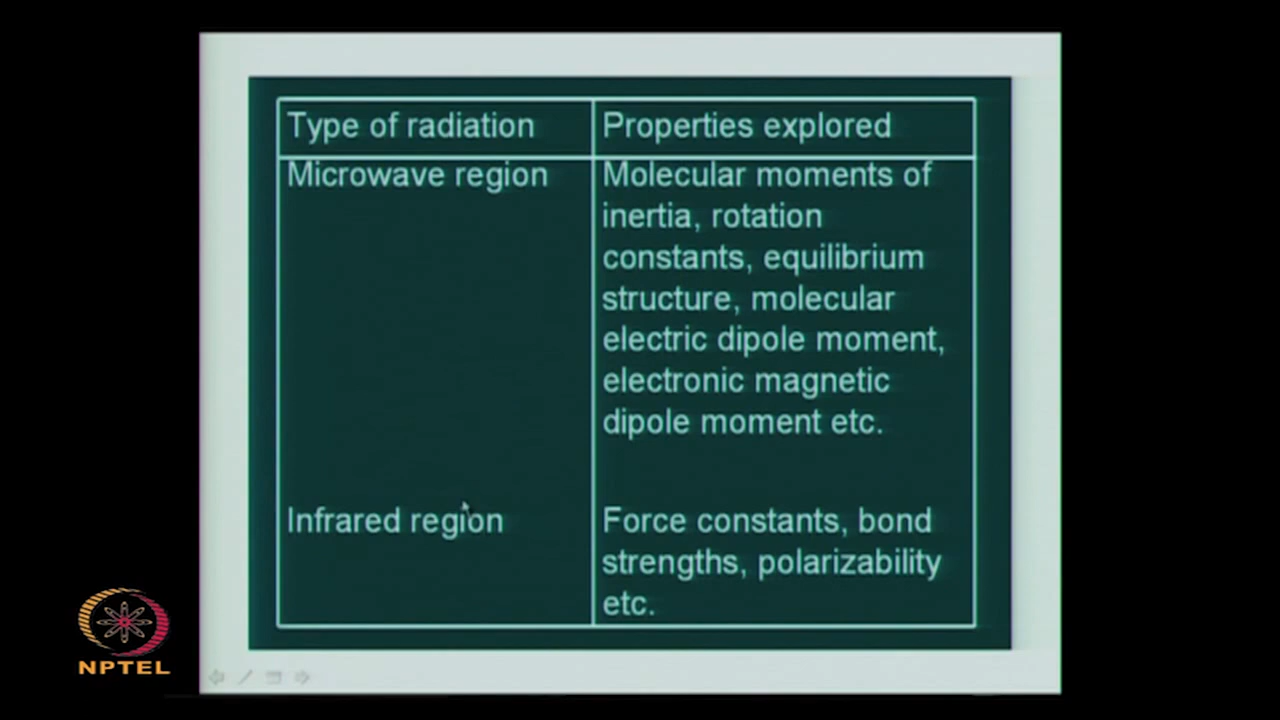 Type of radiation
Properties explored
Microwave region
Molecular moments of
inertia, rotation
constants, equilibrium
structure, molecular
electric dipole moment,
electronic magnetic
dipole moment etc.
Infrared region
Force constants, bond
strengths, polarizability
etc.
NPTEL